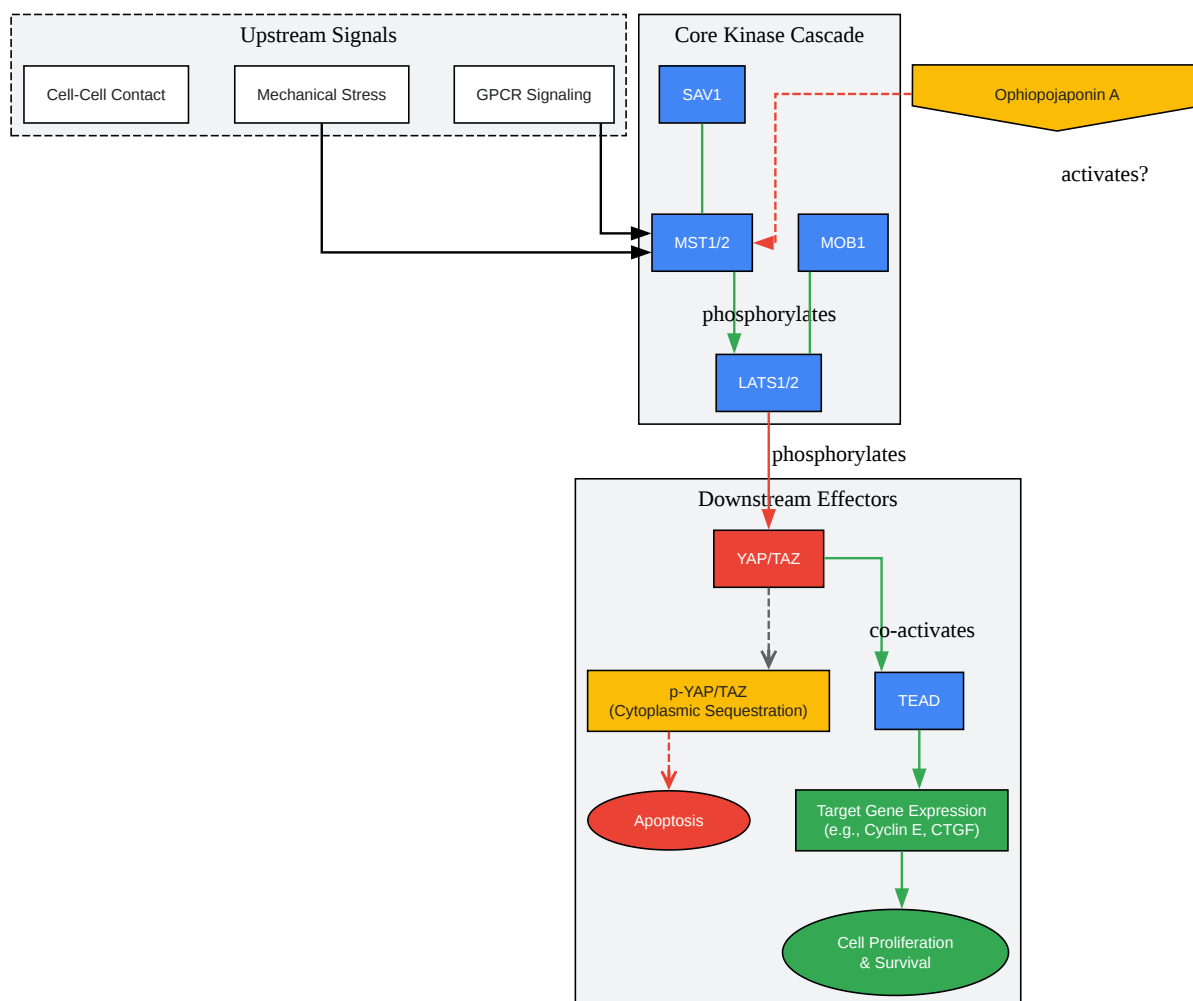 Upstream Signals
Cell-Cell Contact
Mechanical Stress
GPCR Signaling
Core Kinase Cascade
SAV1
Ophiopojaponin A
activates?
MST1/2
MOB1
phosphorylates
LATS1/2
phosphorylates
Downstream Effectors
YAP/TAZ
co-activates
p-YAP/TAZ
(Cytoplasmic Sequestration)
TEAD
Apoptosis
Target Gene Expression
(e.g., Cyclin E, CTGF)
Cell Proliferation
& Survival